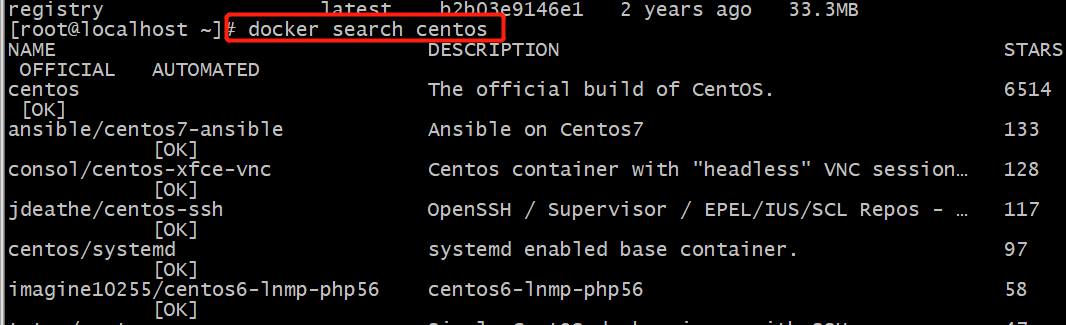 registry latest b2b03e9146e1 2 years ago 33.3MB
[root@localhost ~]# docker search centos
NAME DESCRIPTION STARS
OFFICIAL AUTOMATED
centos The official build of CentOS. 6514
[OK]
ansible/centos7-ansible Ansible on Centos7 133
[OK]
consol/centos-xfce-vnc Centos container with "headless" VNC session… 128
[OK]
jdeathe/centos-ssh OpenSSH / Supervisor / EPEL/IUS/SCL Repos - … 117
[OK]
centos/systemd systemd enabled base container. 97
[OK]
imagine10255/centos6-lnmp-php56 centos6-lnmp-php56 58
[OK]